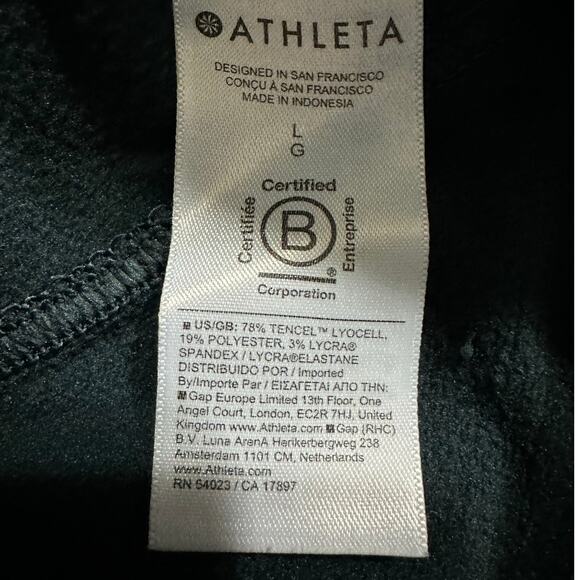 ATHLETA
DESIGNED IN SAN FRANCISCO
CONÇU À SAN FRANCISCO
MADE IN INDONESIA
L
G
Certified
Certifiée
B
Entreprise
®
Corporation
US/GB: 78% TENCEL™ LYOCELL,
19% POLYESTER, 3% LYCRA®
SPANDEX / LYCRA®ELASTANE
DISTRIBUIDO POR / Imported
By/Importe Par / ΕΙΣΑΓΕΤΑΙ ΑΠΟ ΤΗΝ:
Gap Europe Limited 13th Floor, One
Angel Court, London, EC2R 7HJ, United
Kingdom www.Athleta.com Gap (RHC)
B.V. Luna ArenA Herikerbergweg 238
Amsterdam 1101 CM, Netherlands
www.Athleta.com
RN 54023 / CA 17897